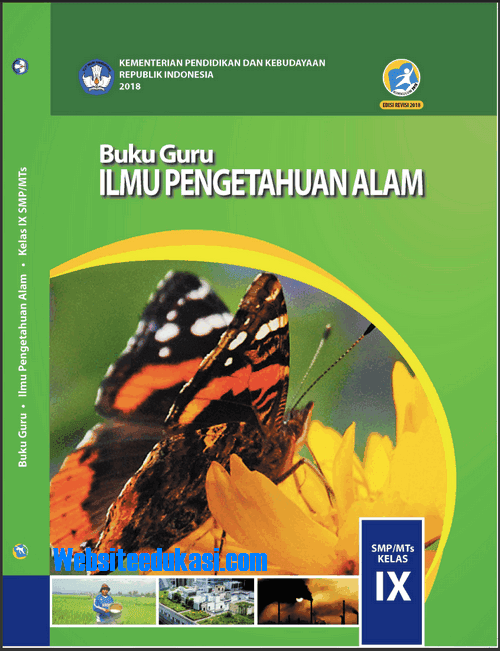 KEMENTERIAN PENDIDIKAN DAN KEBUDAYAAN
REPUBLIK INDONESIA
2018
EDISI REVISI 2018
Buku Guru
ILMU PENGETAHUAN ALAM
Buku Guru • Ilmu Pengetahuan Alam • Kelas IX SMP/MTs
Websiteedukasi.com
SMP/MTs
KELAS
IX